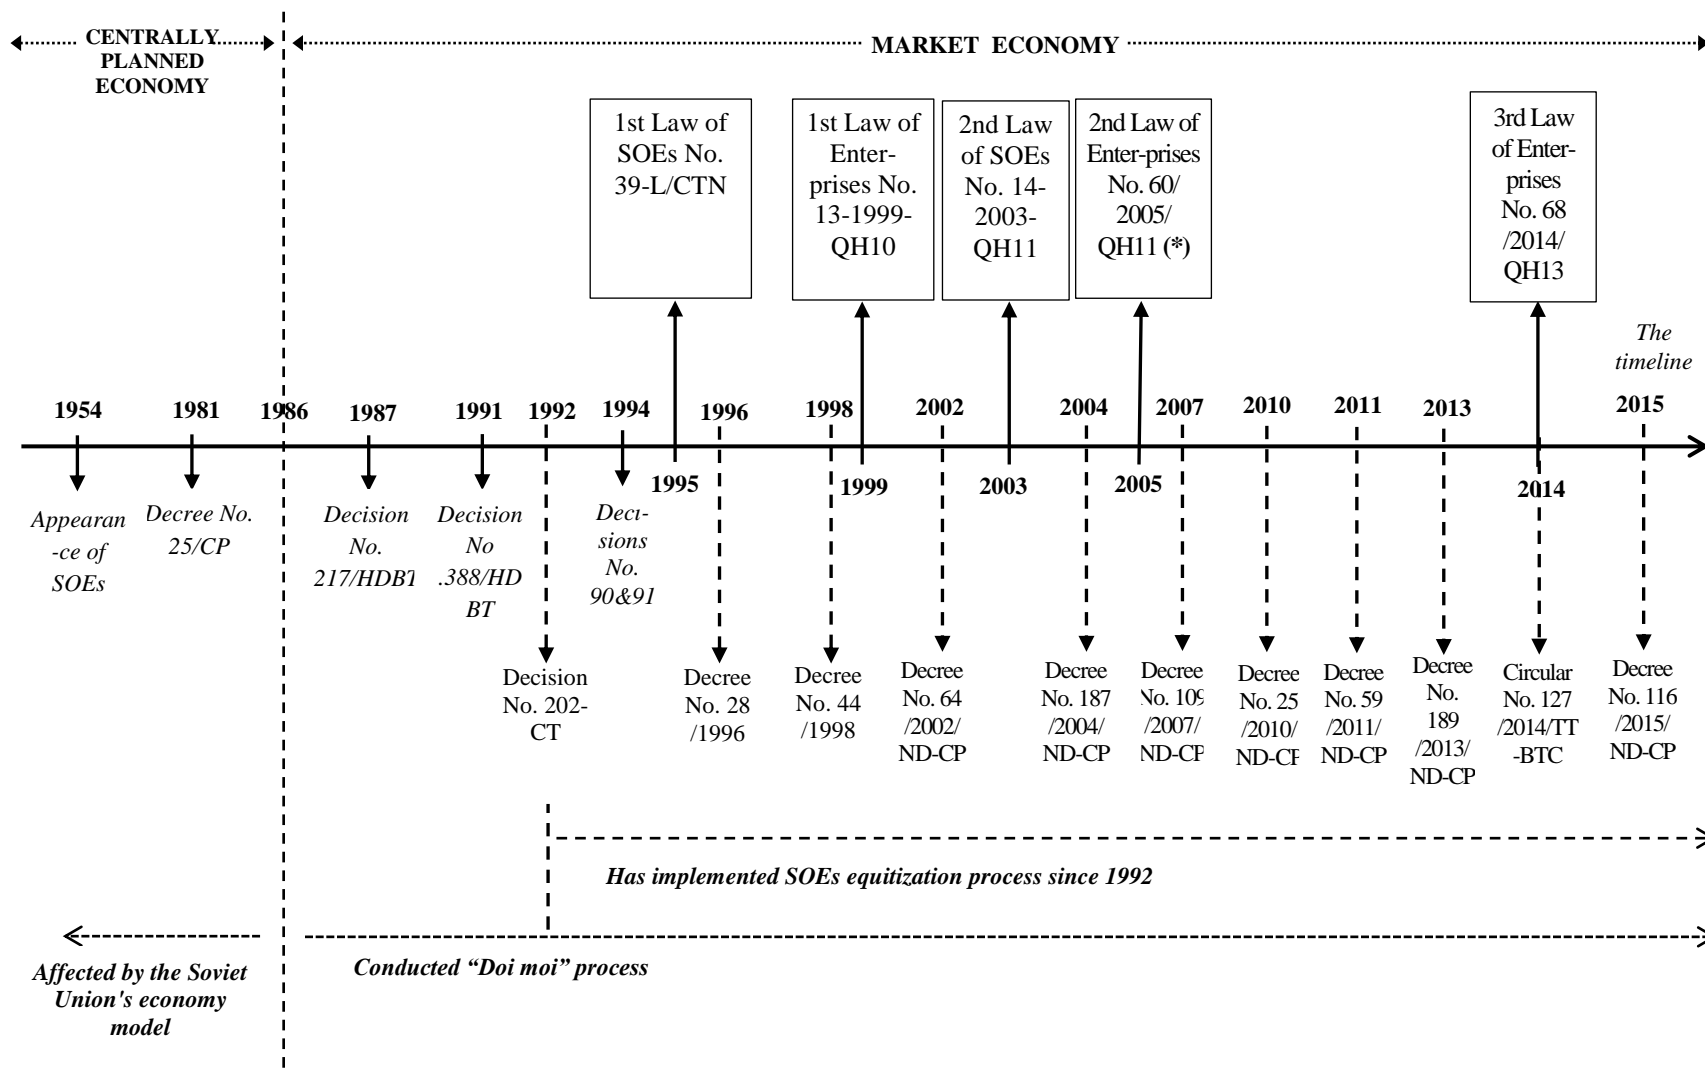 CENTRALLY
PLANNED
ECONOMY
MARKET ECONOMY
1st Law of
SOEs No.
39-L/CTN
1st Law of
Enter-
prises No.
13-1999-
QH10
2nd Law
of SOEs
No. 14-
2003-
QH11
2nd Law of
Enter-prises
No. 60/
2005/
QH11 (*)
3rd Law
of Enter-
prises
No. 68
/2014/
QH13
The
timeline
1954
1981
1986
1987
1991
1992
1994
1996
1998
2002
2004
2007
2010
2011
2013
2015
1995
1999
2003
2005
2014
Appearan
-ce of
SOEs
Decree No.
25/CP
Decision
No.
217/HDBT
Decision
No
.388/HD
BT
Deci-
sions
No.
90&91
Decision
No. 202-
CT
Decree
No. 28
/1996
Decree
No. 44
/1998
Decree
No. 64
/2002/
ND-CP
Decree
No. 187
/2004/
ND-CP
Decree
No. 109
/2007/
ND-CP
Decree
No. 25
/2010/
ND-CP
Decree
No. 59
/2011/
ND-CP
Decree
No.
189
/2013/
ND-CP
Circular
No. 127
/2014/TT
-BTC
Decree
No. 116
/2015/
ND-CP
Has implemented SOEs equitization process since 1992
Affected by the Soviet
Union's economy
model
Conducted “Doi moi” process